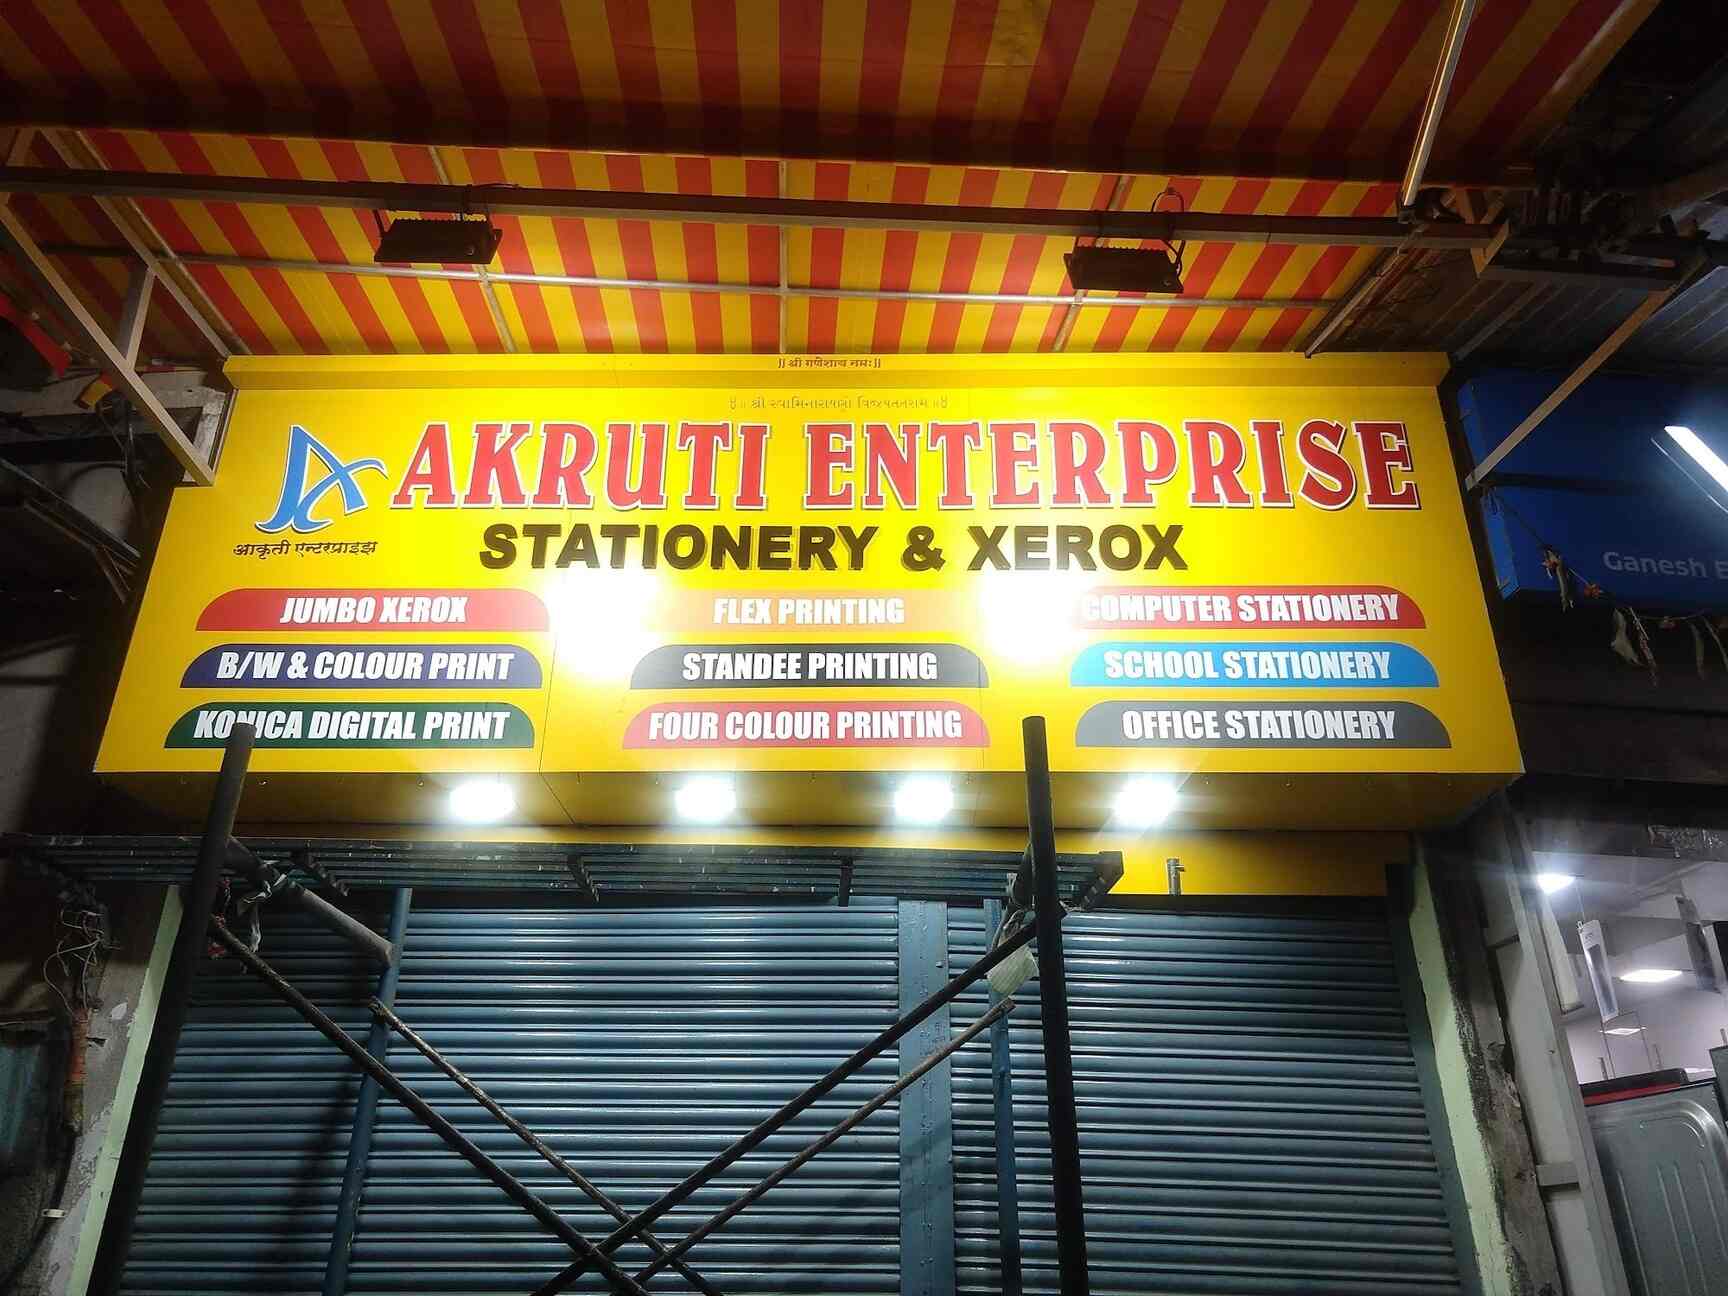 || श्री गणेशाय नमः ||
AKRUTI ENTERPRISE
आकृती एन्टरप्राइझ
STATIONERY & XEROX
JUMBO XEROX
FLEX PRINTING
COMPUTER STATIONERY
B/W & COLOUR PRINT
STANDEE PRINTING
SCHOOL STATIONERY
KONICA DIGITAL PRINT
FOUR COLOUR PRINTING
OFFICE STATIONERY
Ganesh